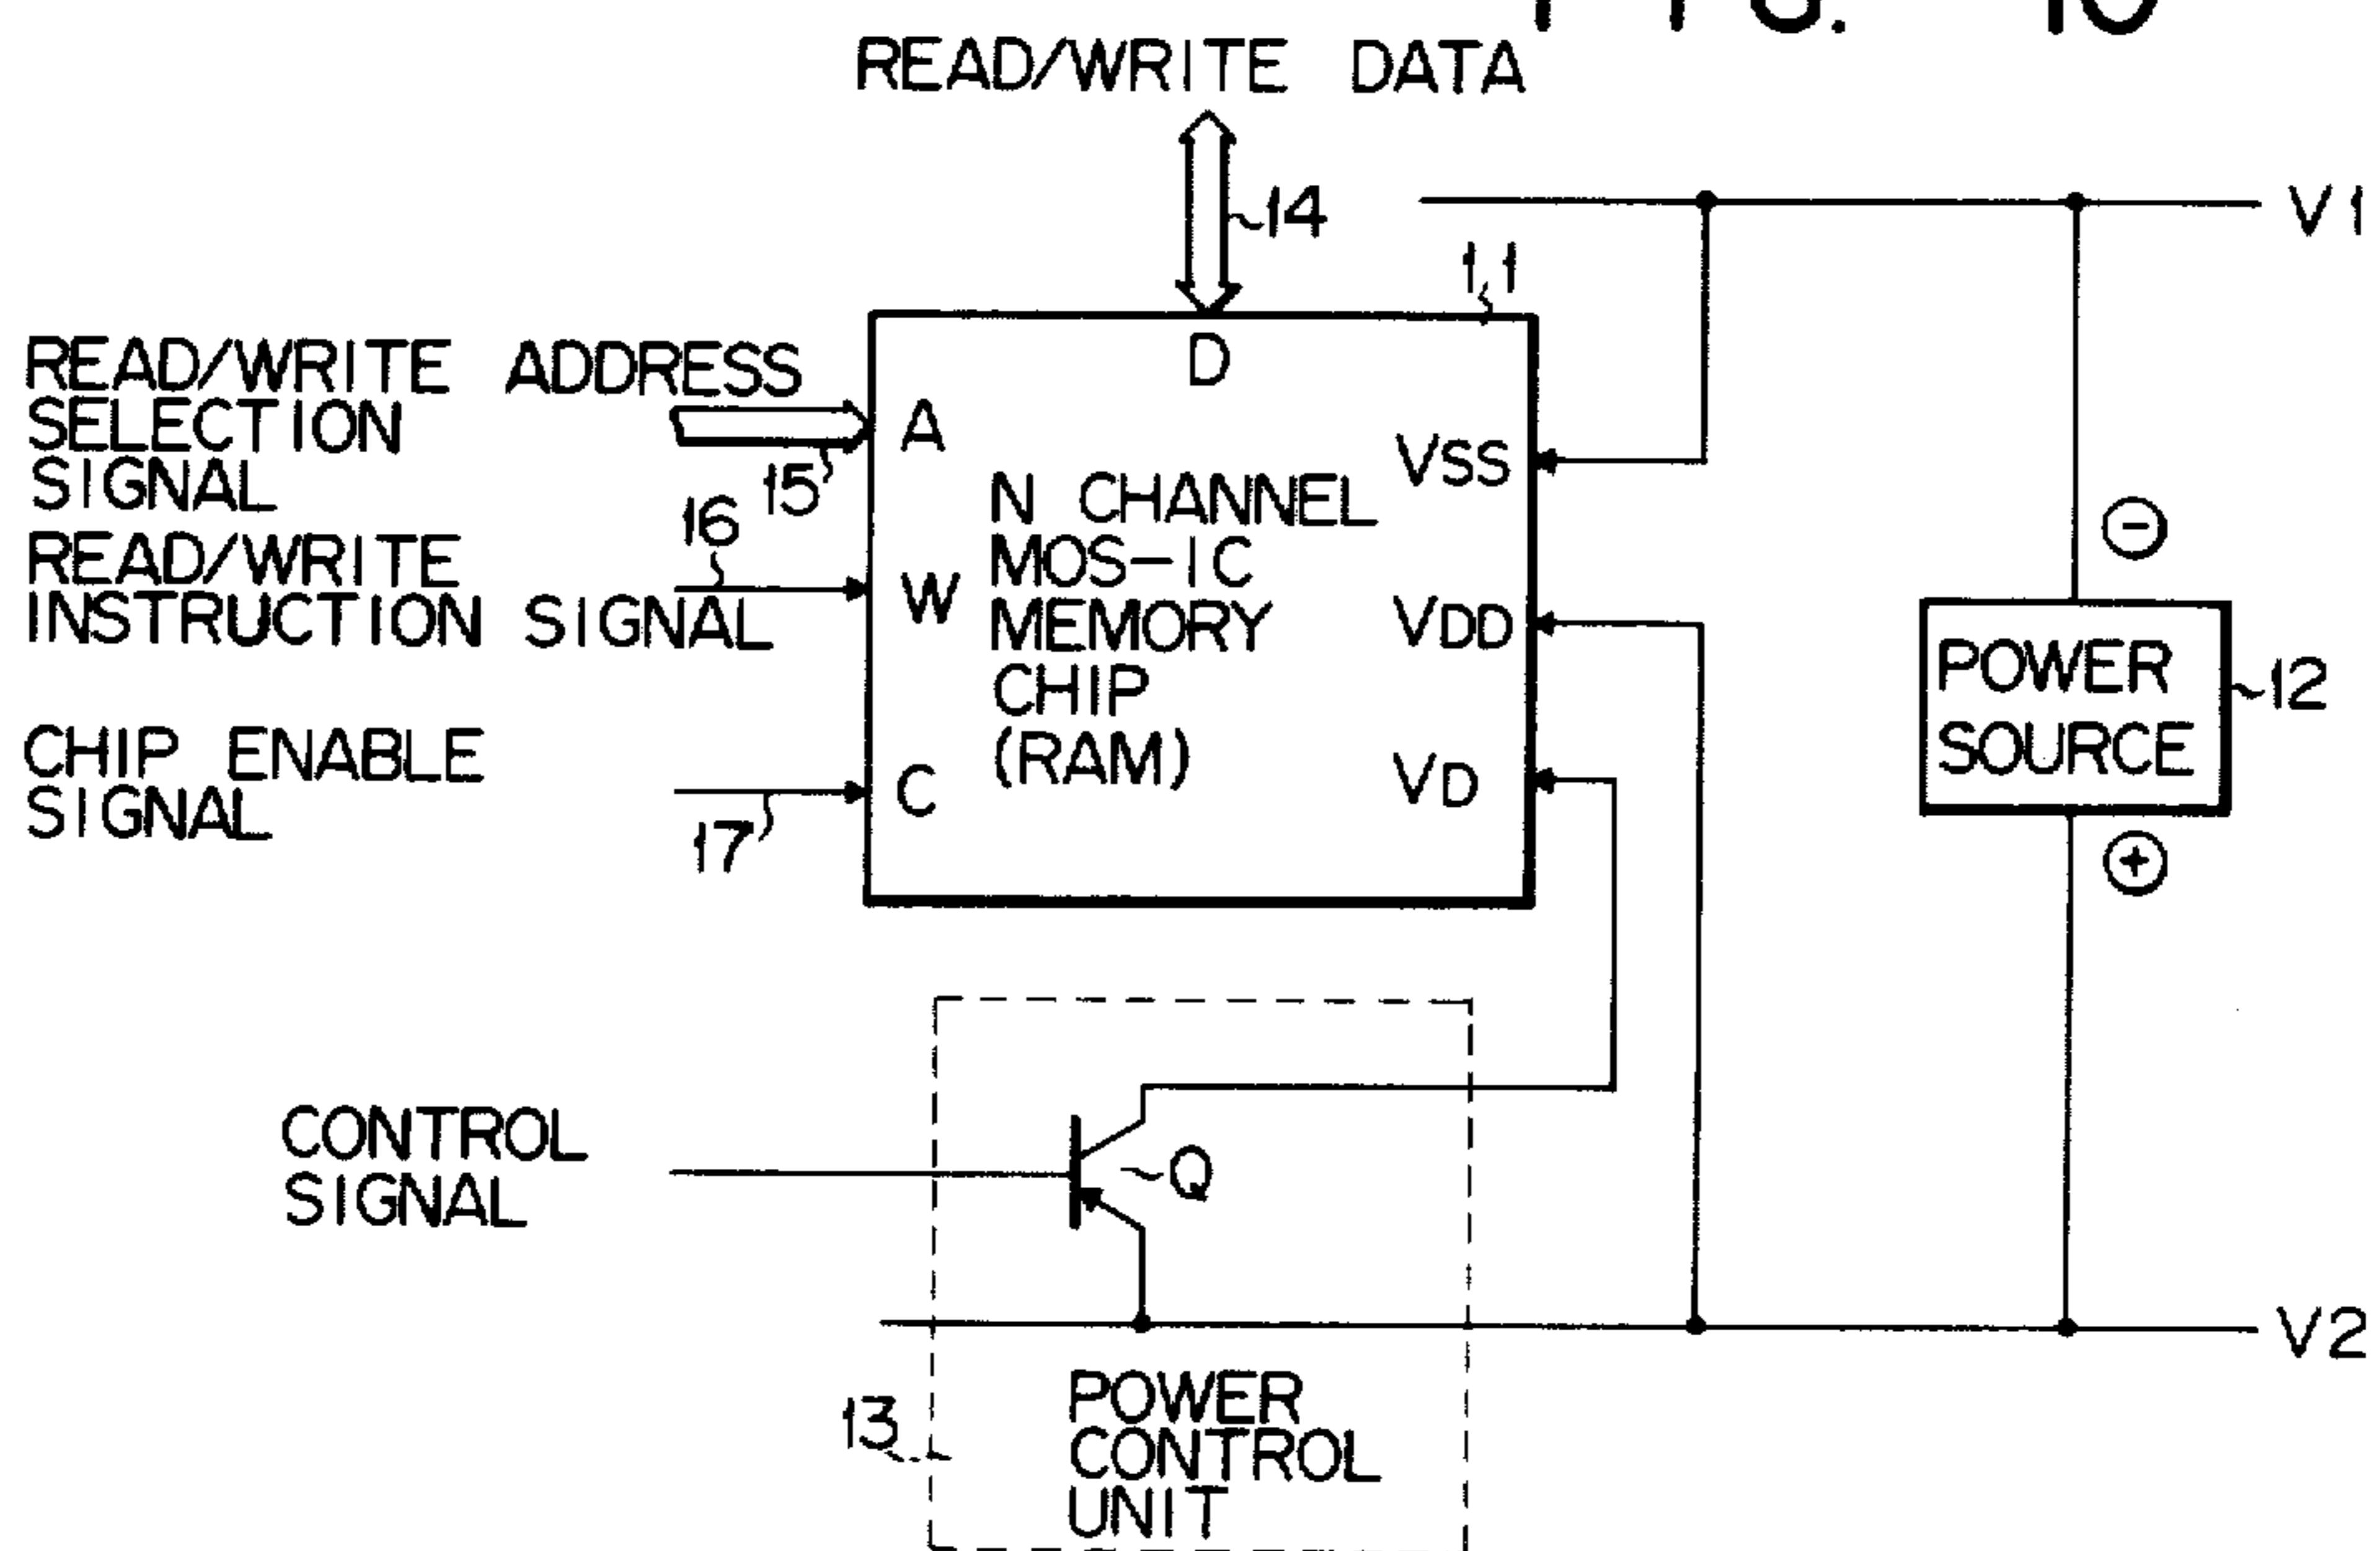 READ/WRITE DATA
14
V1
11
D
READ/WRITE ADDRESS
SELECTION
SIGNAL
15
A
VSS
16
READ/WRITE
INSTRUCTION SIGNAL
W
N CHANNEL
MOS-IC
MEMORY
CHIP
(RAM)
VDD
−
POWER
SOURCE
12
CHIP ENABLE
SIGNAL
17
C
VD
+
CONTROL
SIGNAL
Q
V2
13
POWER
CONTROL
UNIT